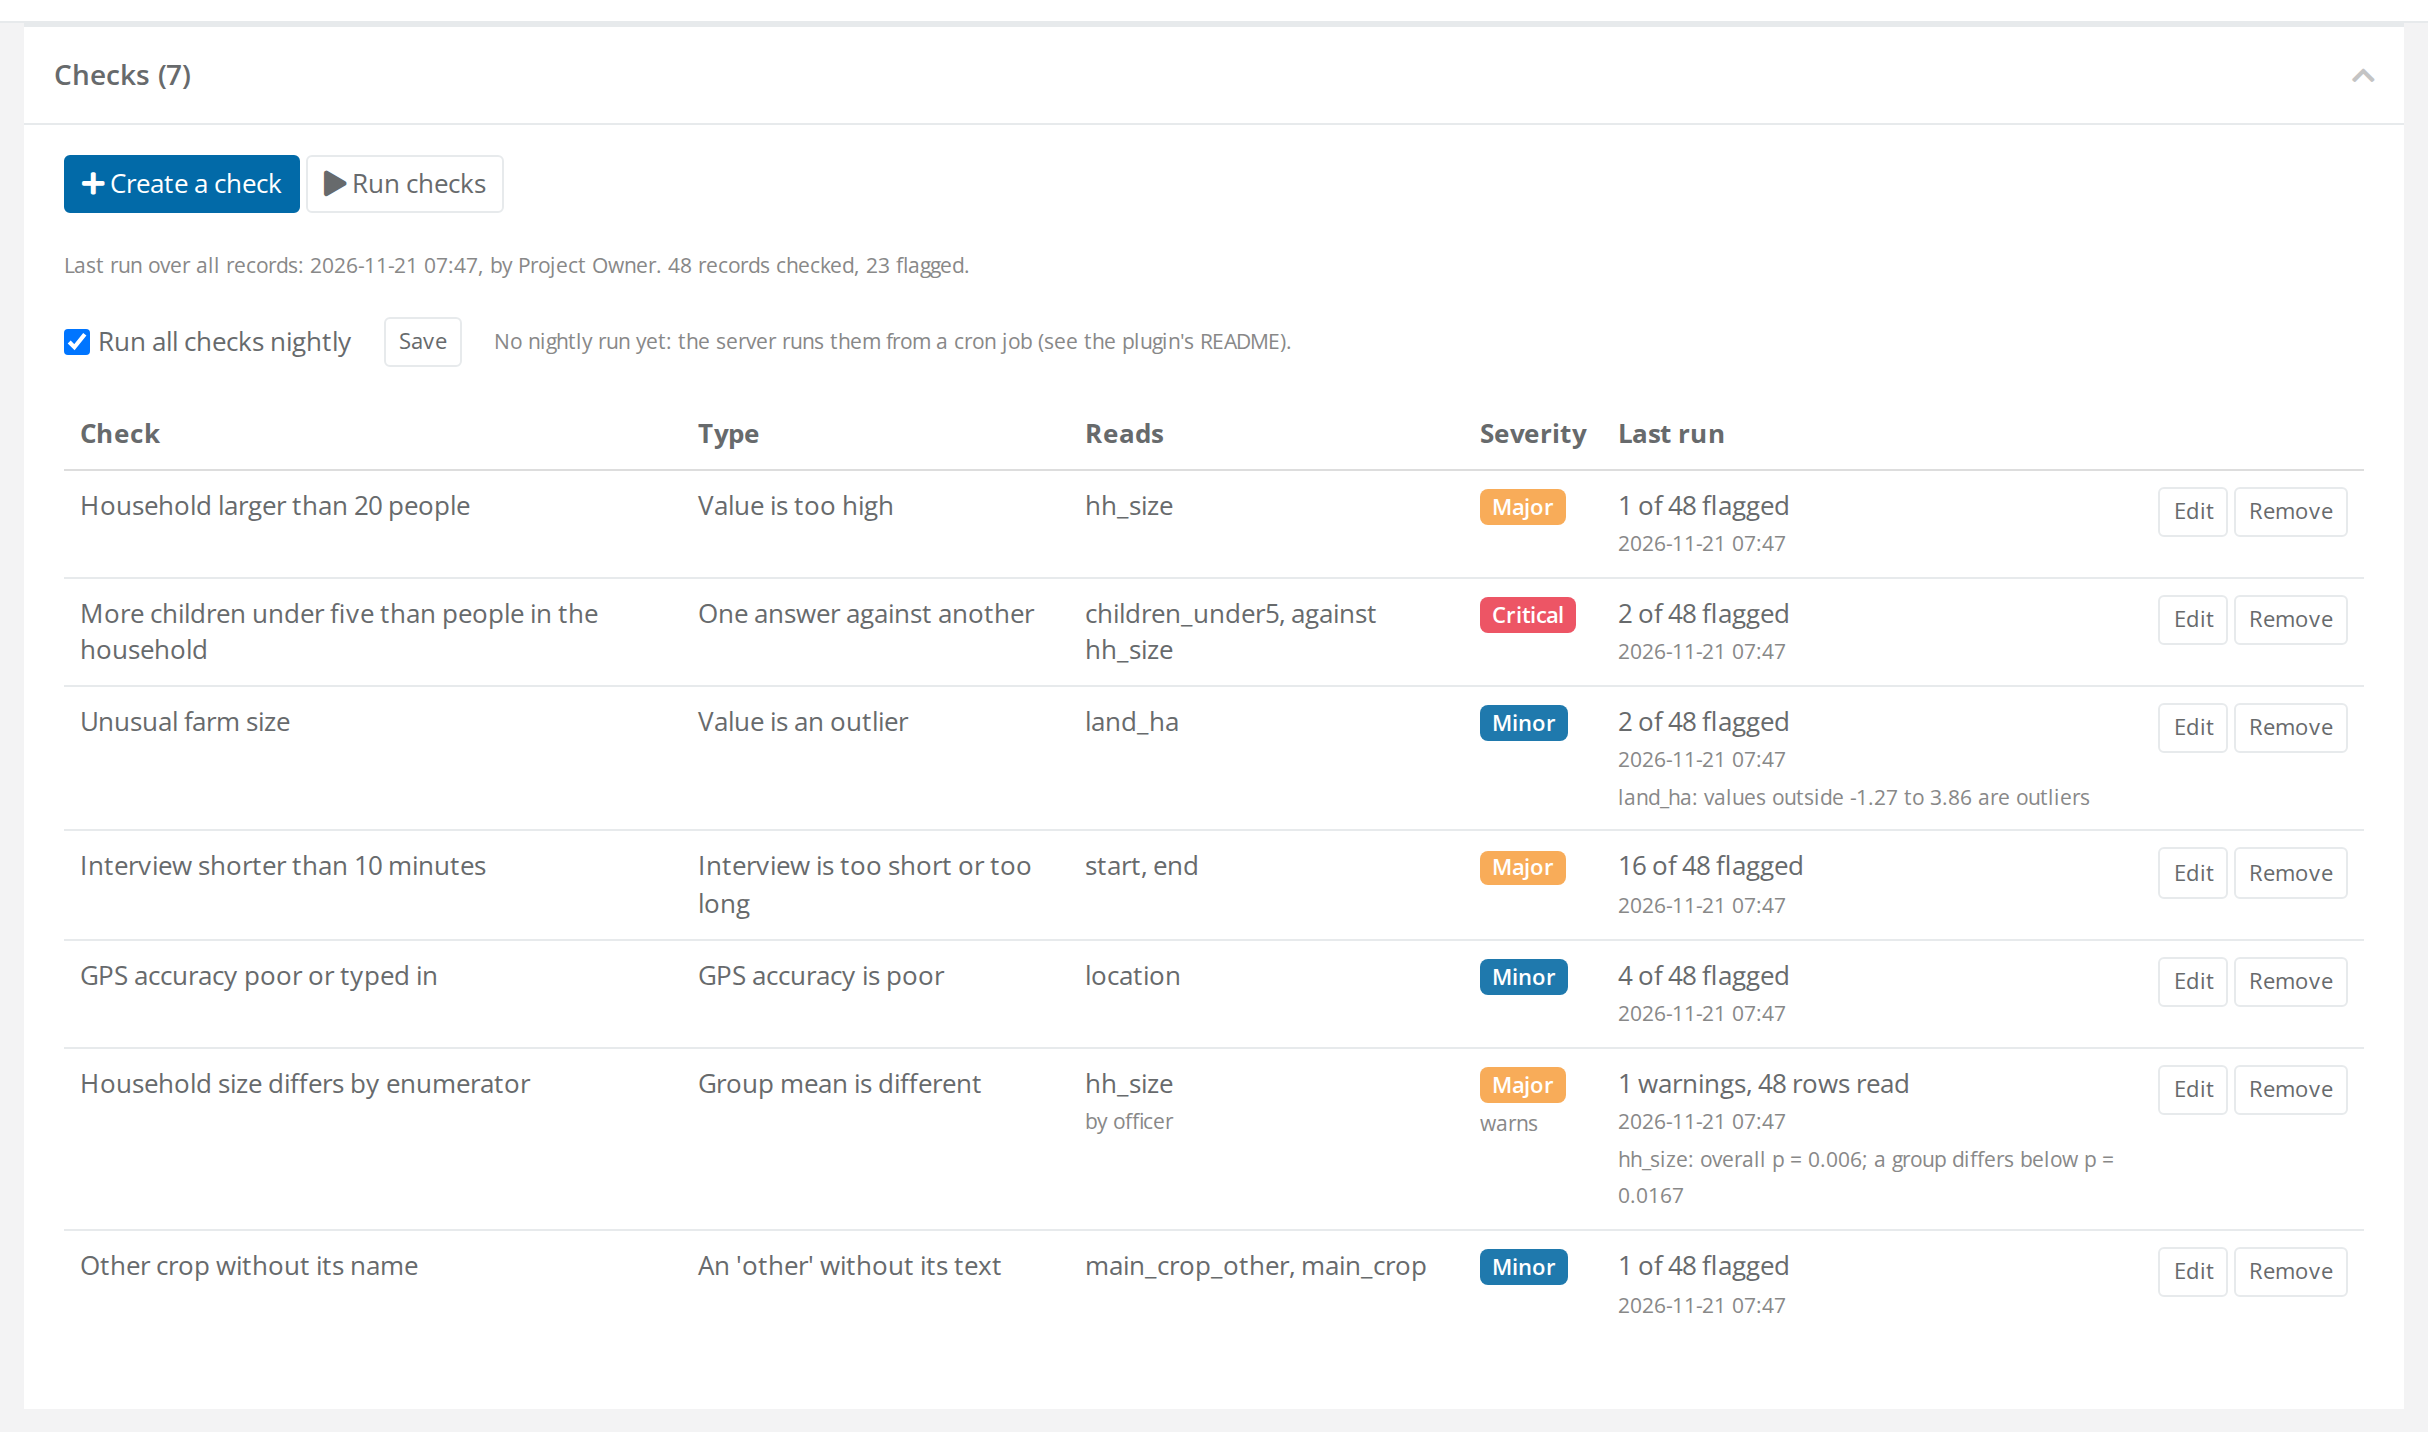 Checks (7)
Create a check
Run checks
Last run over all records: 2026-11-21 07:47, by Project Owner. 48 records checked, 23 flagged.
Run all checks nightly
Save
No nightly run yet: the server runs them from a cron job (see the plugin's README).
Check Type Reads Severity Last run
Household larger than 20 people Value is too high hh_size Major 1 of 48 flagged Edit Remove
2026-11-21 07:47
More children under five than people in the One answer against another children_under5, against Critical 2 of 48 flagged Edit Remove
household hh_size 2026-11-21 07:47
Unusual farm size Value is an outlier land_ha Minor 2 of 48 flagged Edit Remove
2026-11-21 07:47
land_ha: values outside -1.27 to 3.86 are outliers
Interview shorter than 10 minutes Interview is too short or too start, end Major 16 of 48 flagged Edit Remove
long 2026-11-21 07:47
GPS accuracy poor or typed in GPS accuracy is poor location Minor 4 of 48 flagged Edit Remove
2026-11-21 07:47
Household size differs by enumerator Group mean is different hh_size Major 1 warnings, 48 rows read Edit Remove
by officer warns 2026-11-21 07:47
hh_size: overall p = 0.006; a group differs below p =
0.0167
Other crop without its name An 'other' without its text main_crop_other, main_crop Minor 1 of 48 flagged Edit Remove
2026-11-21 07:47